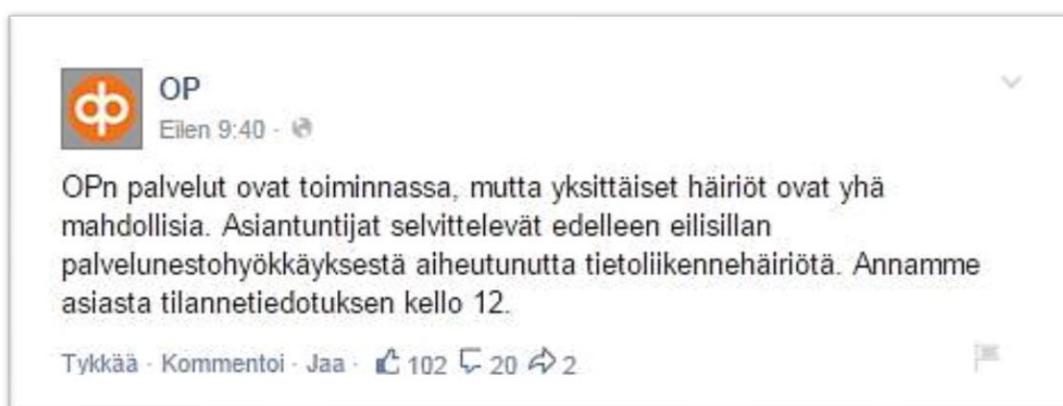 OP
Eilen 9:40 ·
OPn palvelut ovat toiminnassa, mutta yksittäiset häiriöt ovat yhä
mahdollisia. Asiantuntijat selvittelevät edelleen eilisillan
palvelunestohyökkäyksestä aiheutunutta tietoliikennehäiriötä. Annamme
asiasta tilannetiedotuksen kello 12.
Tykkää · Kommentoi · Jaa · 102 20 2